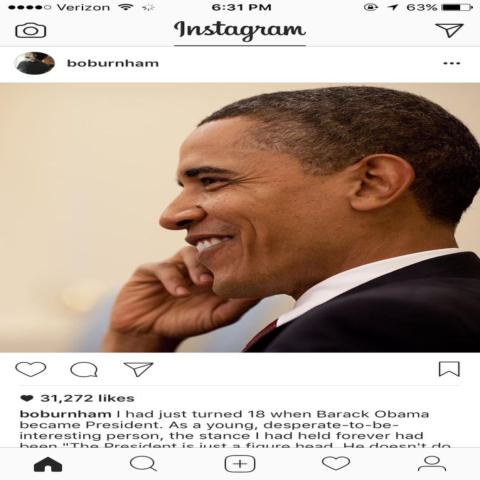 Verizon 6:31 PM 63%
Instagram
boburnham
31,272 likes
boburnham I had just turned 18 when Barack Obama
became President. As a young, desperate-to-be-
interesting person, the stance I had held forever had
been "The President is just a figure head. He doesn't do